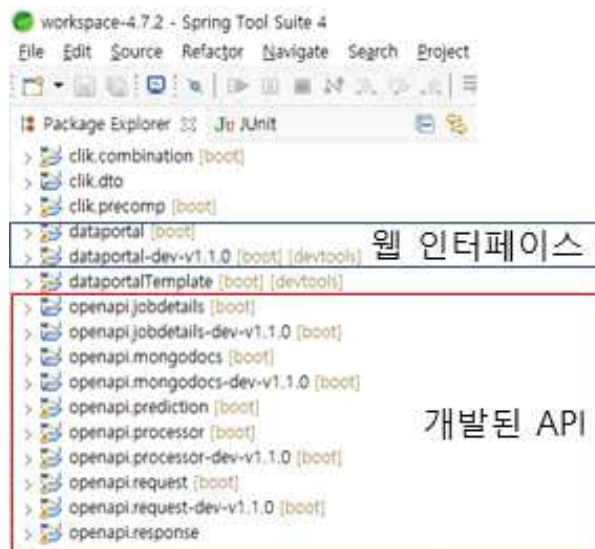 workspace-4.7.2 - Spring Tool Suite 4
File Edit Source Refactor Navigate Search Project
Package Explorer JUnit
clik.combination [boot]
clik.dto
clik.precomp [boot]
dataportal [boot]
dataportal-dev-v1.1.0 [boot] [devtools]
웹 인터페이스
dataportalTemplate [boot] [devtools]
openapi.jobdetails [boot]
openapi.jobdetails-dev-v1.1.0 [boot]
openapi.mongodocs [boot]
openapi.mongodocs-dev-v1.1.0 [boot]
openapi.prediction [boot]
openapi.processor [boot]
개발된 API
openapi.processor-dev-v1.1.0 [boot]
openapi.request [boot]
openapi.request-dev-v1.1.0 [boot]
openapi.response